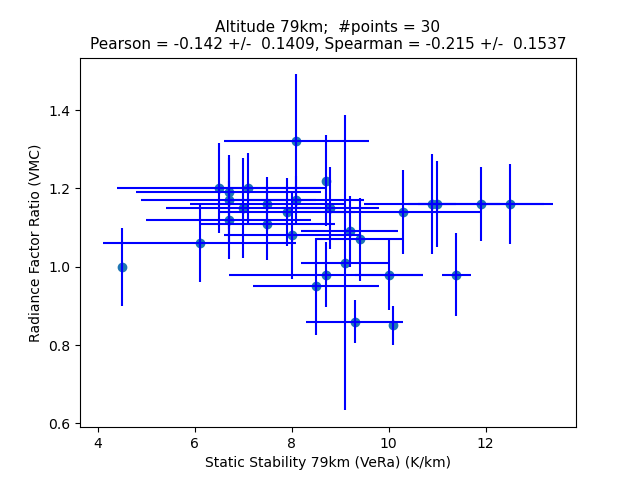 Altitude 79km;  #points = 30
Pearson = -0.142 +/-  0.1409, Spearman = -0.215 +/-  0.1537
Radiance Factor Ratio (VMC)
1.4
1.2
1.0
0.8
0.6
4 6 8 10 12
Static Stability 79km (VeRa) (K/km)